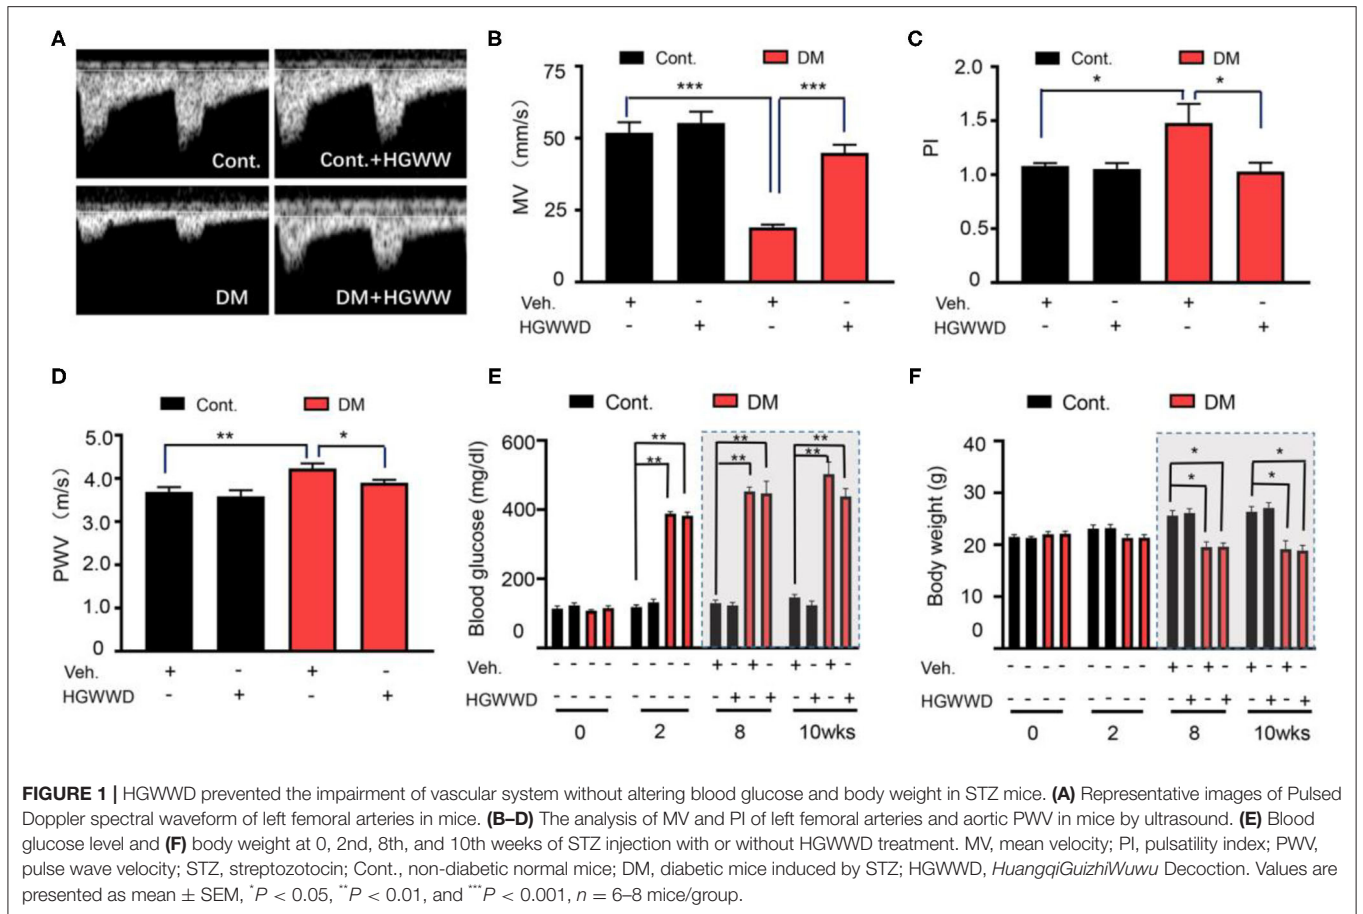 A
Cont.
Cont.+HGWW
DM
DM+HGWW
B
Cont. DM
MV (mm/s)
75
50
25
0
*** ***
Veh. + - + -
HGWWD - + - +
C
Cont. DM
PI
2.0
1.5
1.0
0.5
0
* *
Veh. + - + -
HGWWD - + - +
D
Cont. DM
PWV (m/s)
5.0
4.0
3.0
2.0
1.0
0
** *
Veh. + - + -
HGWWD - + - +
E
Cont. DM
Blood glucose (mg/dl)
600
400
200
0
** ** ** **
** ** ** **
Veh. - - - - - - - - + - + - + - + -
HGWWD - - - - - - - - - + - + - + - +
0 2 8 10wks
F
Cont. DM
Body weight (g)
40
30
20
10
0
* *
* *
Veh. - - - - - - - - + - + - + - + -
HGWWD - - - - - - - - - + - + - + - +
0 2 8 10wks
FIGURE 1 | HGWWD prevented the impairment of vascular system without altering blood glucose and body weight in STZ mice. (A) Representative images of Pulsed
Doppler spectral waveform of left femoral arteries in mice. (B–D) The analysis of MV and PI of left femoral arteries and aortic PWV in mice by ultrasound. (E) Blood
glucose level and (F) body weight at 0, 2nd, 8th, and 10th weeks of STZ injection with or without HGWWD treatment. MV, mean velocity; PI, pulsatility index; PWV,
pulse wave velocity; STZ, streptozotocin; Cont., non-diabetic normal mice; DM, diabetic mice induced by STZ; HGWWD, HuangqiGuizhiWuwu Decoction. Values are
presented as mean ± SEM, *P < 0.05, **P < 0.01, and ***P < 0.001, n = 6–8 mice/group.